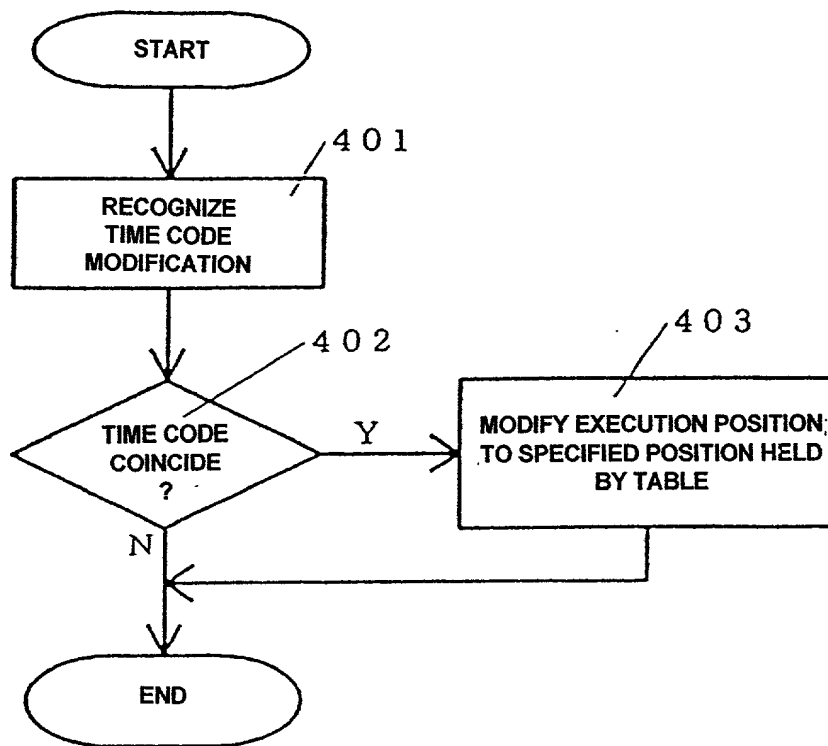 START
401
RECOGNIZE
TIME CODE
MODIFICATION
402
TIME CODE
COINCIDE
?
Y
N
403
MODIFY EXECUTION POSITION;
TO SPECIFIED POSITION HELD
BY TABLE
END